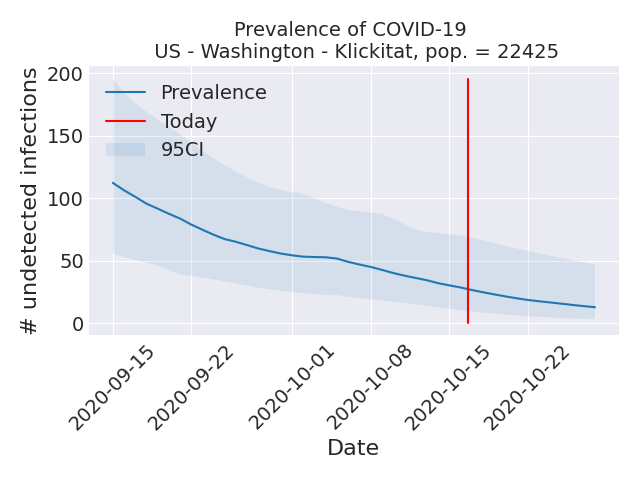 Prevalence of COVID-19
US - Washington - Klickitat, pop. = 22425
# undetected infections
200
150
100
50
0
Prevalence
Today
95CI
2020-09-15
2020-09-22
2020-10-01
2020-10-08
2020-10-15
2020-10-22
Date